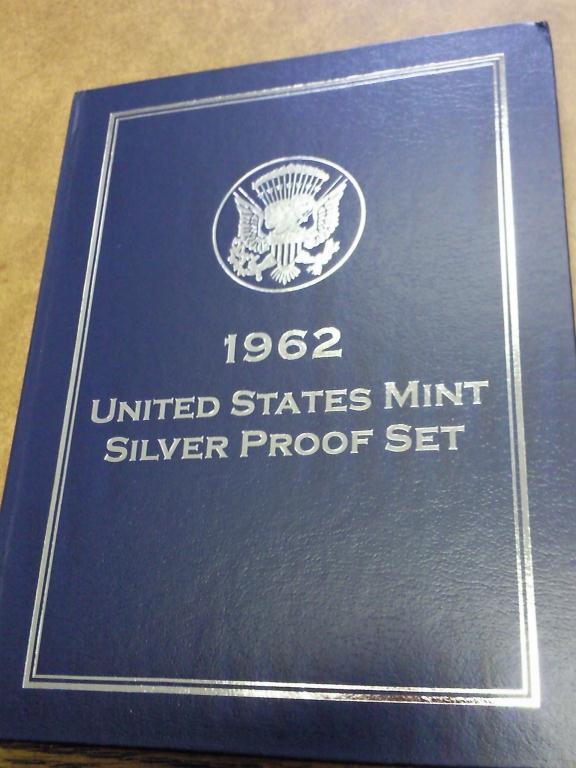 1962
UNITED STATES MINT
SILVER PROOF SET